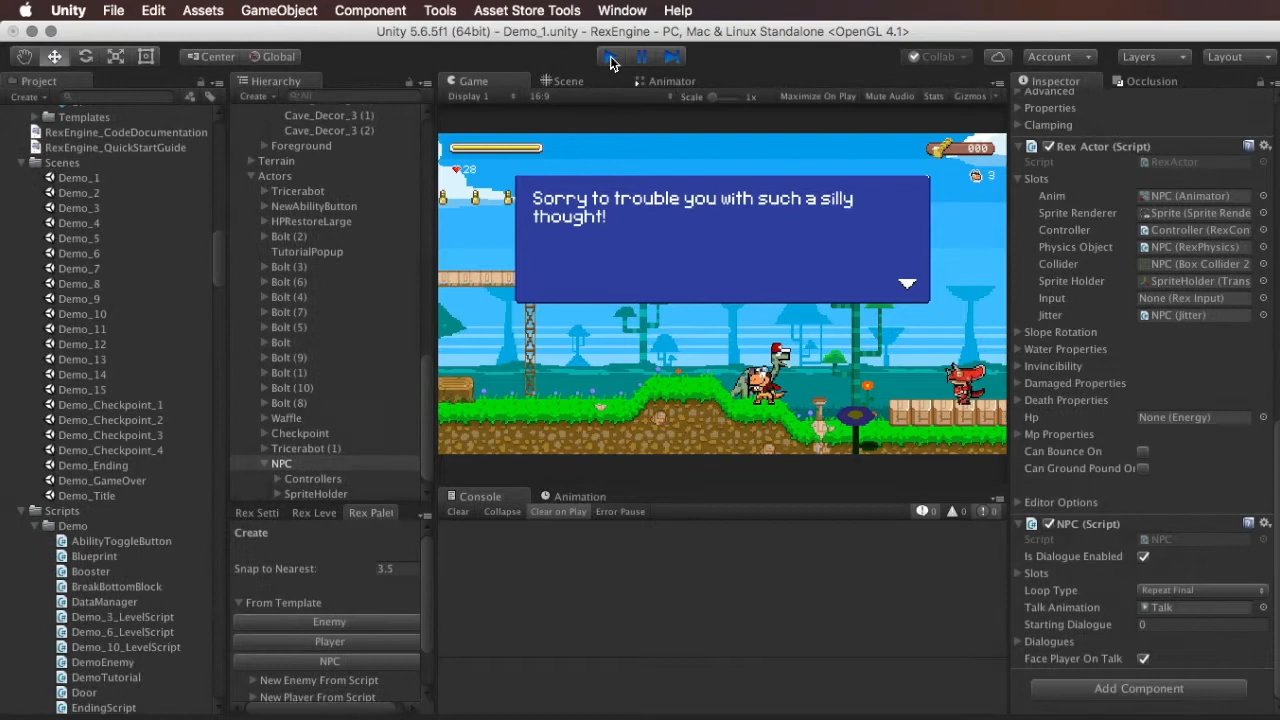 Unity File Edit Assets GameObject Component Tools Asset Store Tools Window Help
Unity 5.6.5f1 (64bit) - Demo_1.unity - RexEngine - PC, Mac & Linux Standalone <OpenGL 4.1>
Center Global Collab Account Layers Layout
Project Hierarchy Game Scene Animator Inspector Occlusion
Create Create All Display 1 16:9 Scale 1x Maximize On Play Mute Audio Stats Gizmos
Templates
RexEngine_CodeDocumentation
RexEngine_QuickStartGuide
Scenes
Demo_1
Demo_2
Demo_3
Demo_4
Demo_5
Demo_6
Demo_7
Demo_8
Demo_9
Demo_10
Demo_11
Demo_12
Demo_13
Demo_14
Demo_15
Demo_Checkpoint_1
Demo_Checkpoint_2
Demo_Checkpoint_3
Demo_Checkpoint_4
Demo_Ending
Demo_GameOver
Demo_Title
Scripts
Demo
AbilityToggleButton
Blueprint
Booster
BreakBottomBlock
DataManager
Demo_3_LevelScript
Demo_6_LevelScript
Demo_10_LevelScript
DemoEnemy
DemoTutorial
Door
EndingScript
Cave_Decor_3 (1)
Cave_Decor_3 (2)
Foreground
Terrain
Actors
Tricerabot
NewAbilityButton
HPRestoreLarge
Bolt (2)
TutorialPopup
Bolt (3)
Bolt (6)
Bolt (4)
Bolt (7)
Bolt (5)
Bolt
Bolt (9)
Bolt (1)
Bolt (10)
Bolt (8)
Waffle
Checkpoint
Tricerabot (1)
NPC
Controllers
SpriteHolder
Rex Setti Rex Leve Rex Palet
Create
Snap to Nearest: 3.5
From Template
Enemy
Player
NPC
New Enemy From Script
New Player From Script
28
000
3
Sorry to trouble you with such a silly
thought!
Console Animation
Clear Collapse Clear on Play Error Pause 0 0 0
Advanced
Properties
Clamping
Rex Actor (Script)
Script RexActor
Slots
Anim NPC (Animator)
Sprite Renderer Sprite (Sprite Rende
Controller Controller (RexCon
Physics Object NPC (RexPhysics)
Collider NPC (Box Collider 2
Sprite Holder SpriteHolder (Trans
Input None (Rex Input)
Jitter NPC (Jitter)
Slope Rotation
Water Properties
Invincibility
Damaged Properties
Death Properties
Hp None (Energy)
Mp Properties
Can Bounce On
Can Ground Pound On
Editor Options
NPC (Script)
Script NPC
Is Dialogue Enabled
Slots
Loop Type Repeat Final
Talk Animation Talk
Starting Dialogue 0
Dialogues
Face Player On Talk
Add Component